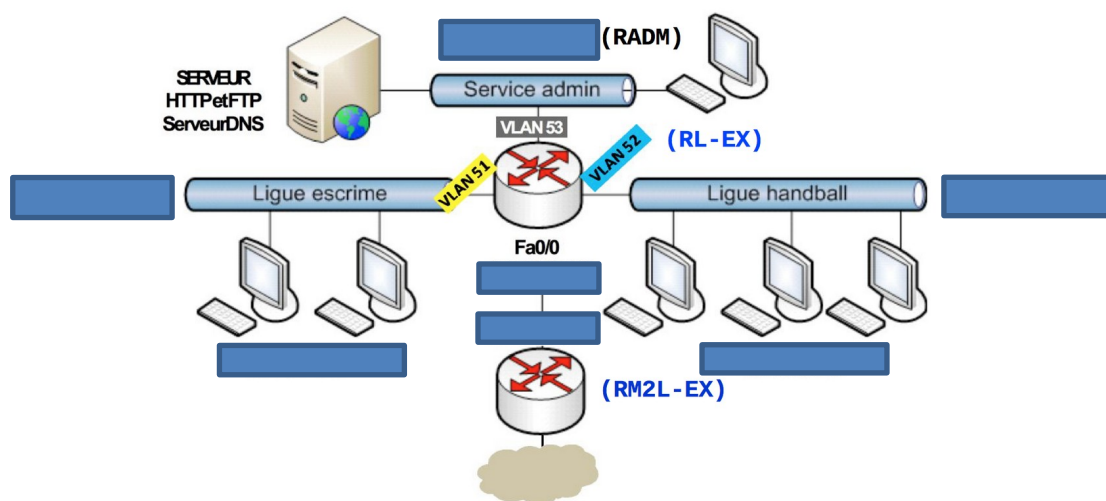 (RADM)
SERVEUR
HTTPetFTP
ServeurDNS
Service admin
VLAN 53
(RL-EX)
VLAN 51
VLAN 52
Ligue escrime
Ligue handball
Fa0/0
(RM2L-EX)